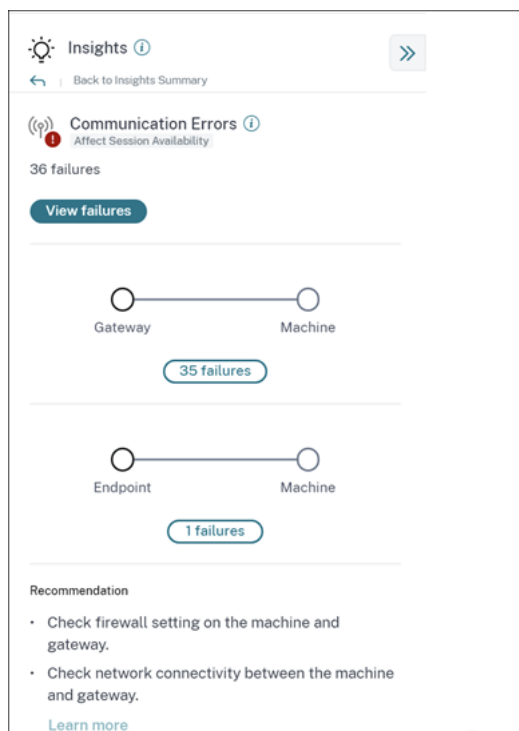 Insights
Back to Insights Summary
Communication Errors
Affect Session Availability
36 failures
View failures
Gateway Machine
35 failures
Endpoint Machine
1 failures
Recommendation
• Check firewall setting on the machine and
gateway.
• Check network connectivity between the machine
and gateway.
Learn more